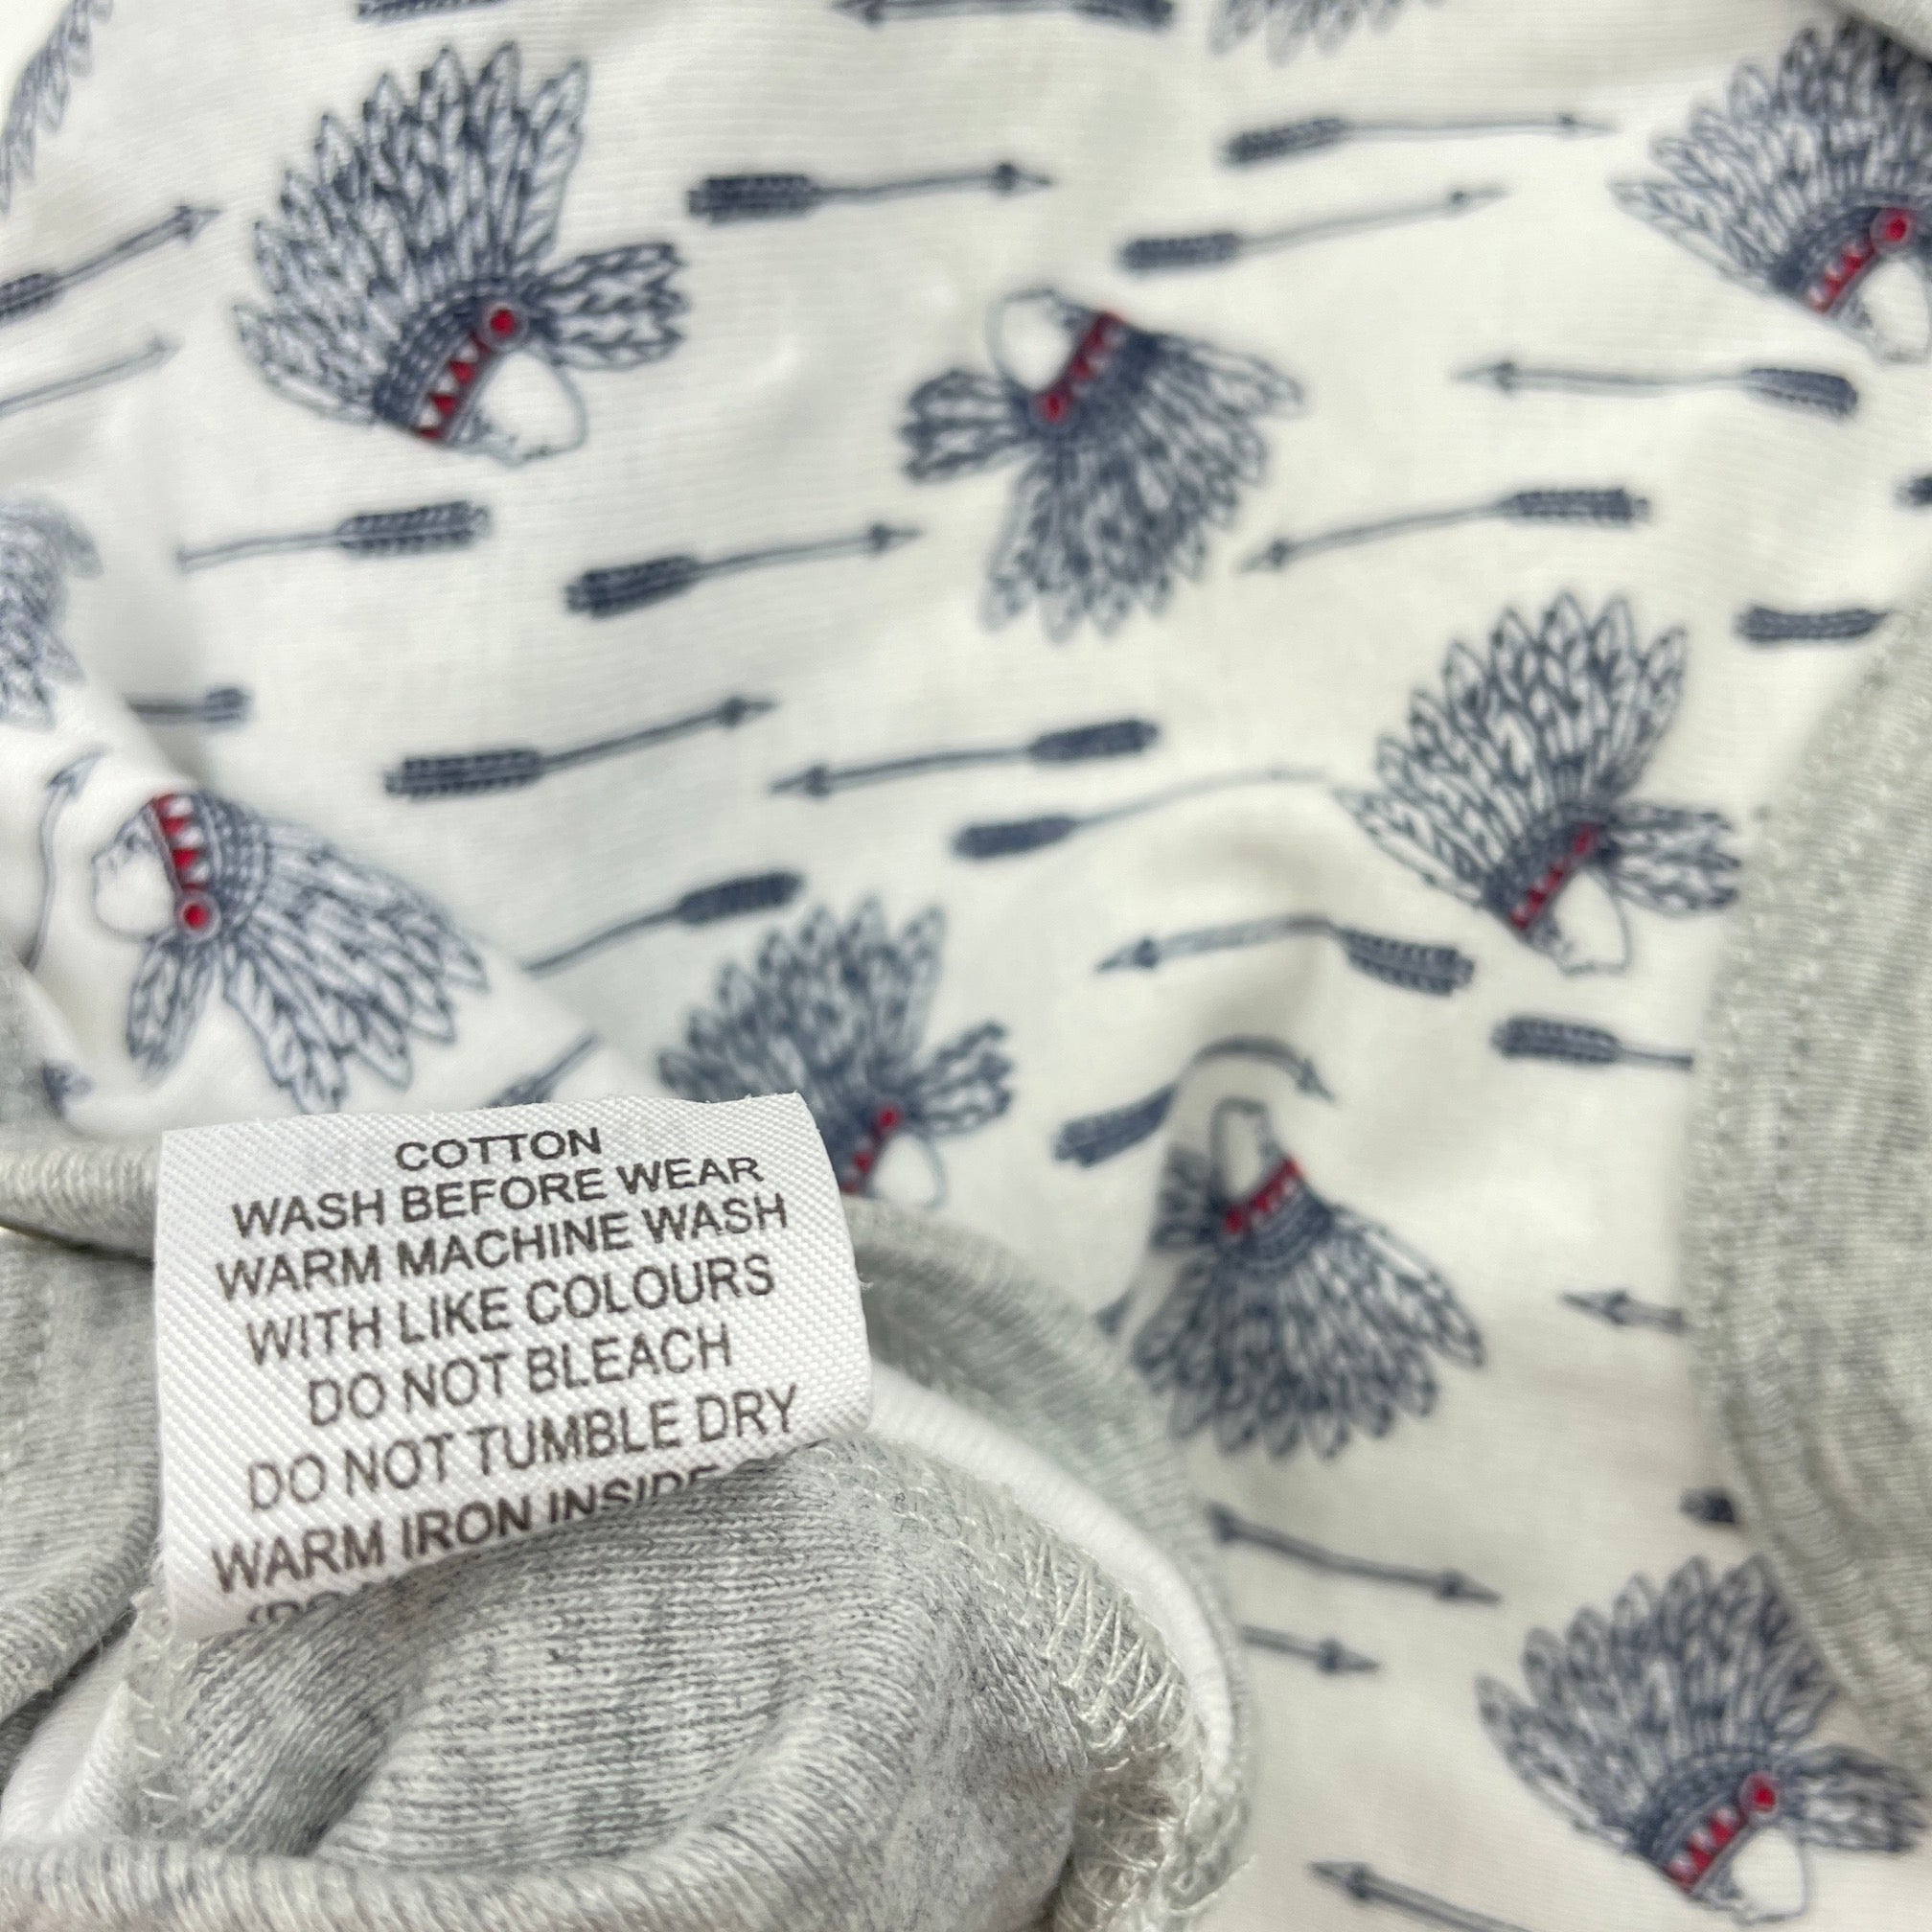 COTTON
WASH BEFORE WEAR
WARM MACHINE WASH
WITH LIKE COLOURS
DO NOT BLEACH
DO NOT TUMBLE DRY
WARM IRON INSIDE